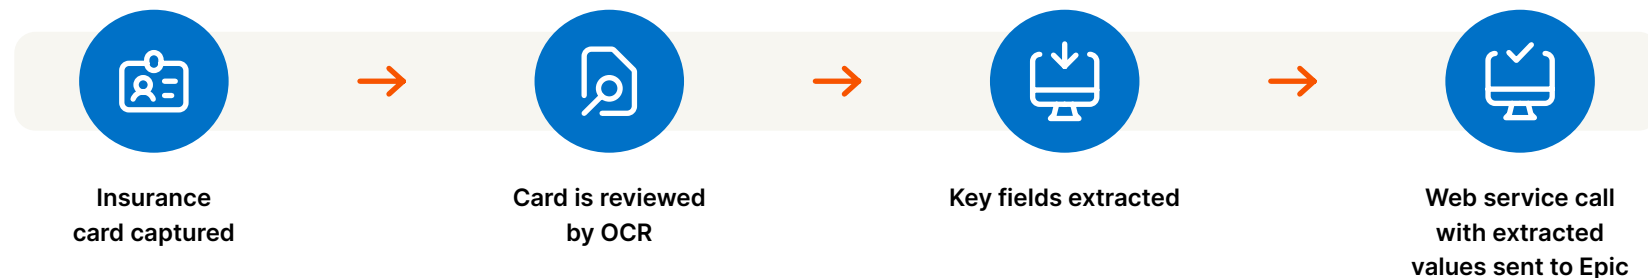 Insurance
card captured
Card is reviewed
by OCR
Key fields extracted
Web service call
with extracted
values sent to Epic